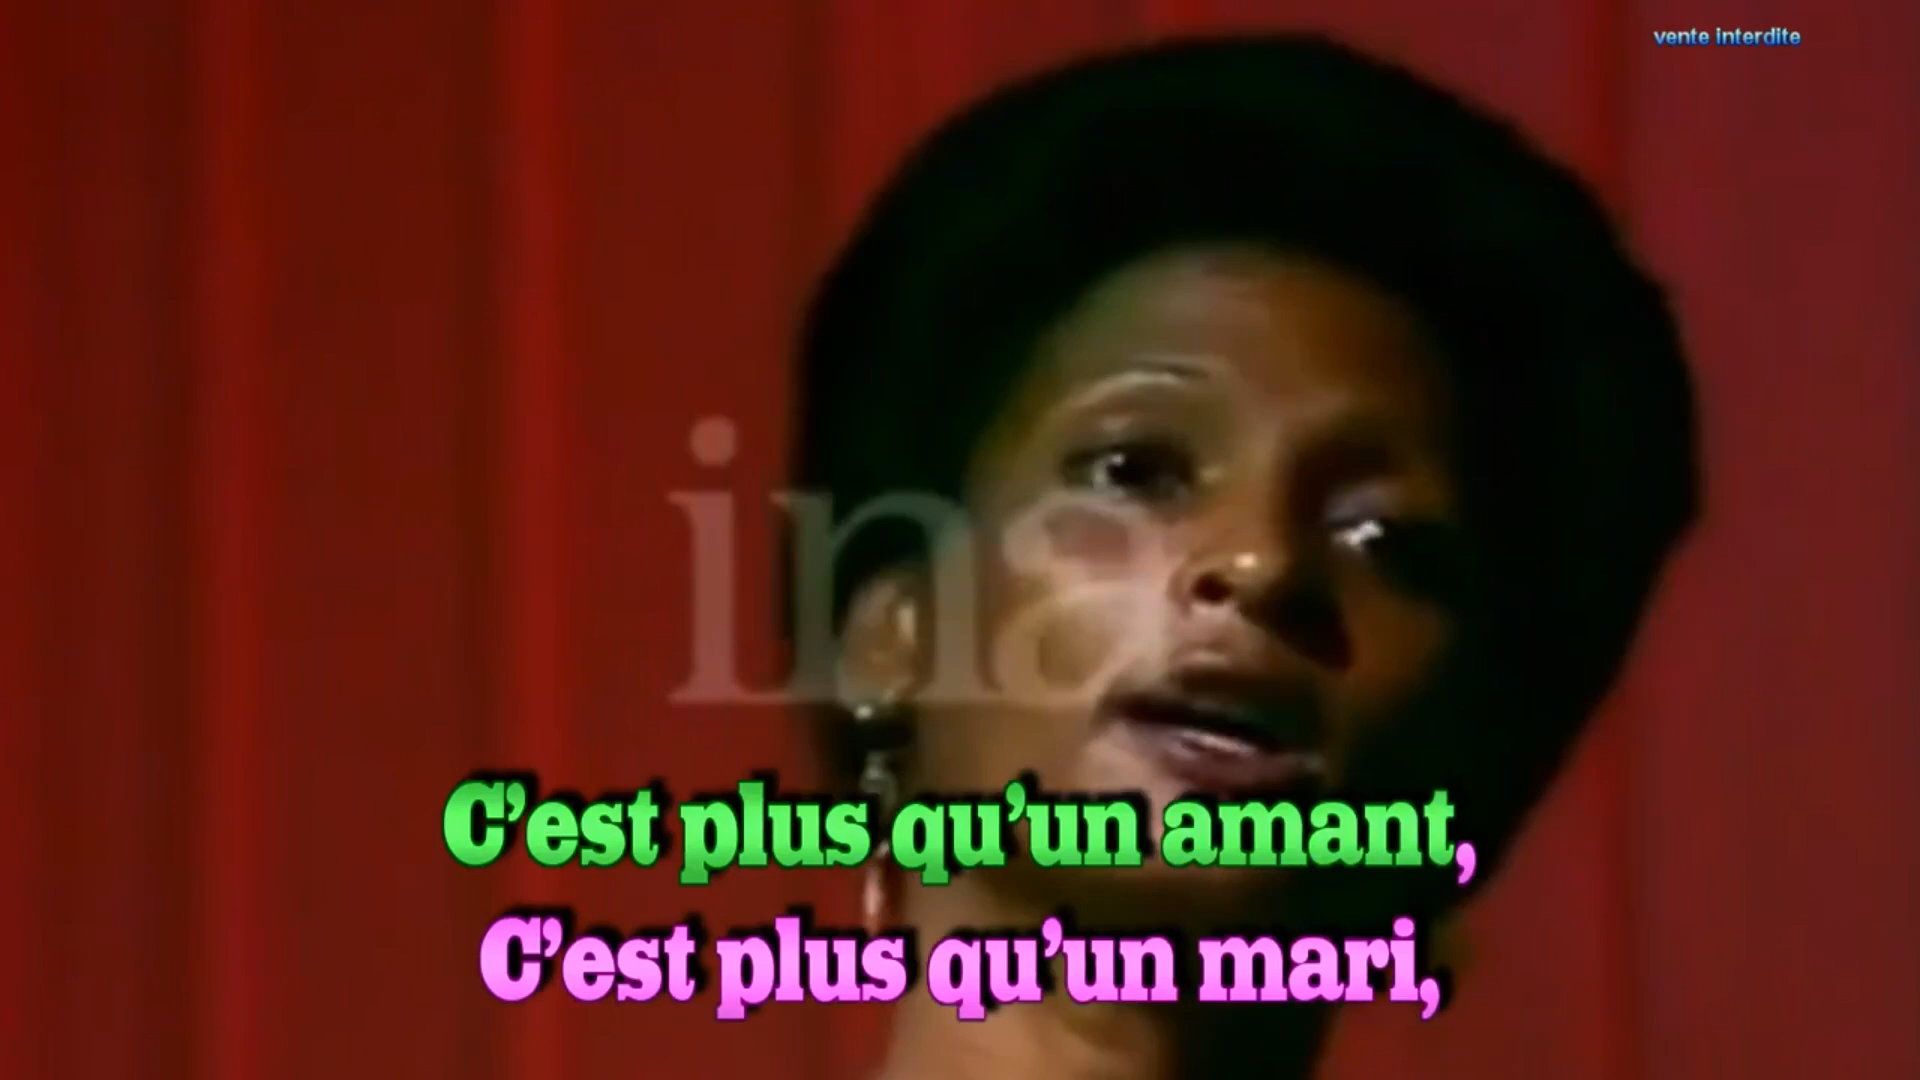 vente interdite
ina
C'est plus qu'un amant,
C'est plus qu'un mari,